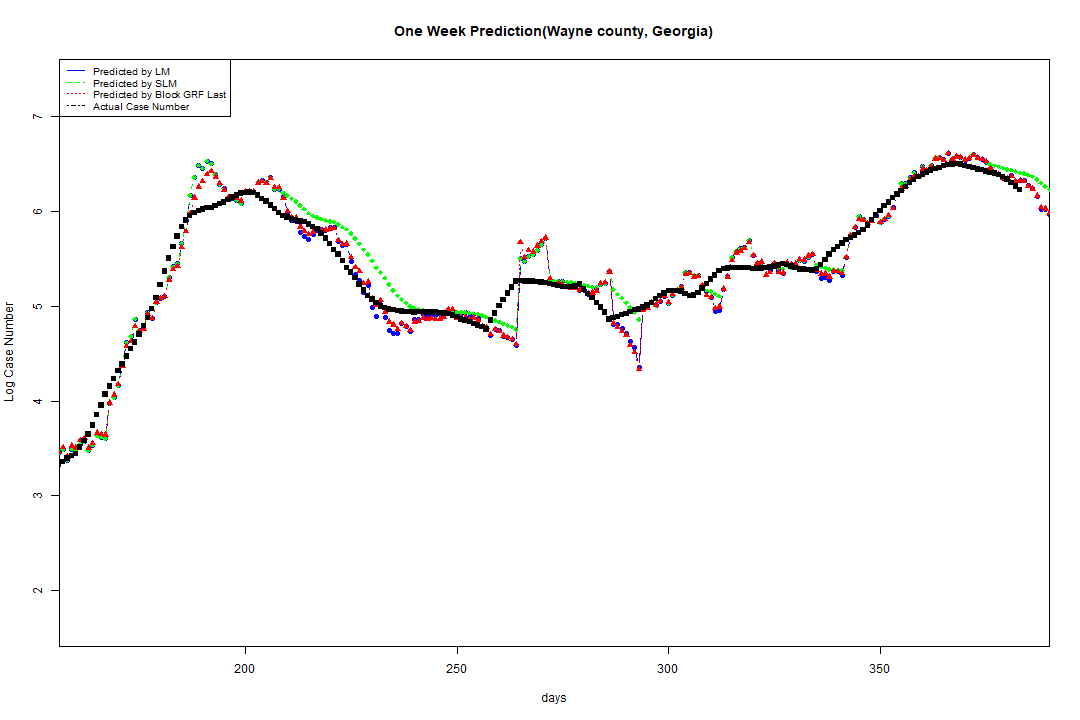 One Week Prediction(Wayne county, Georgia)
Predicted by LM
Predicted by SLM
Predicted by Block GRF Last
Actual Case Number
7
6
5
4
3
2
Log Case Number
200 250 300 350
days